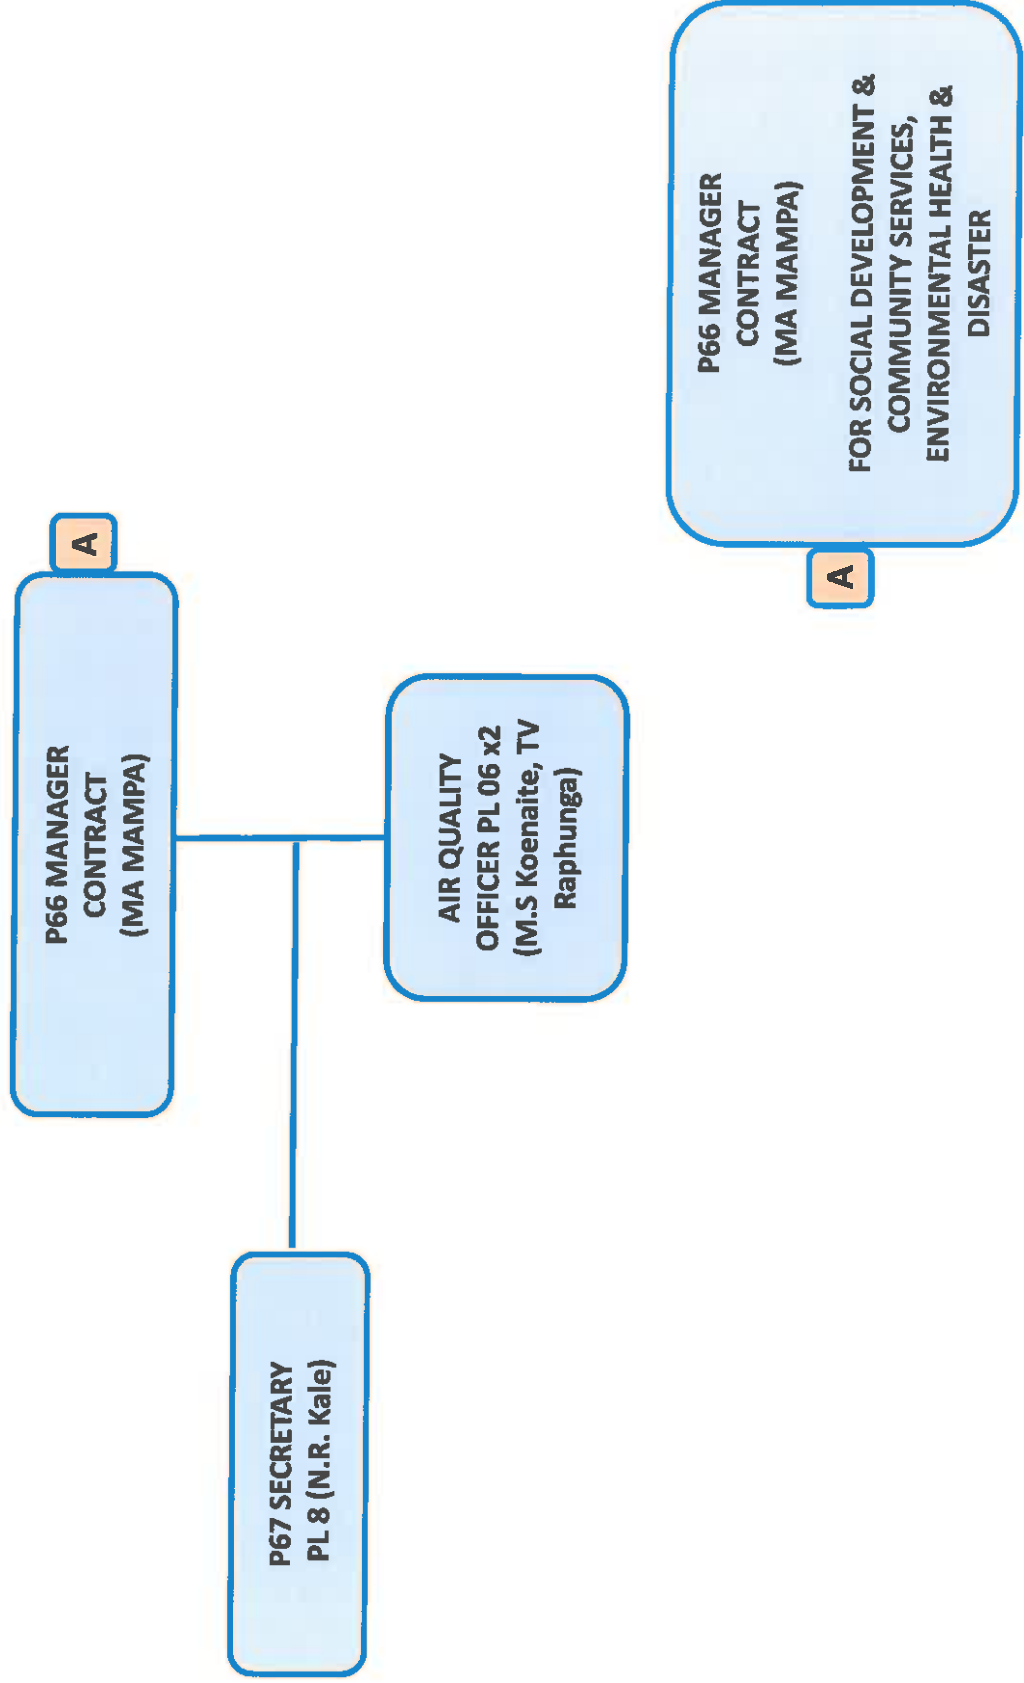 P66 MANAGER
CONTRACT
(MA MAMPA)
A
P67 SECRETARY
PL 8 (N.R. Kale)
AIR QUALITY
OFFICER PL 06 x2
(M.S Koenaite, TV
Raphunga)
A
P66 MANAGER
CONTRACT
(MA MAMPA)
FOR SOCIAL DEVELOPMENT &
COMMUNITY SERVICES,
ENVIRONMENTAL HEALTH &
DISASTER